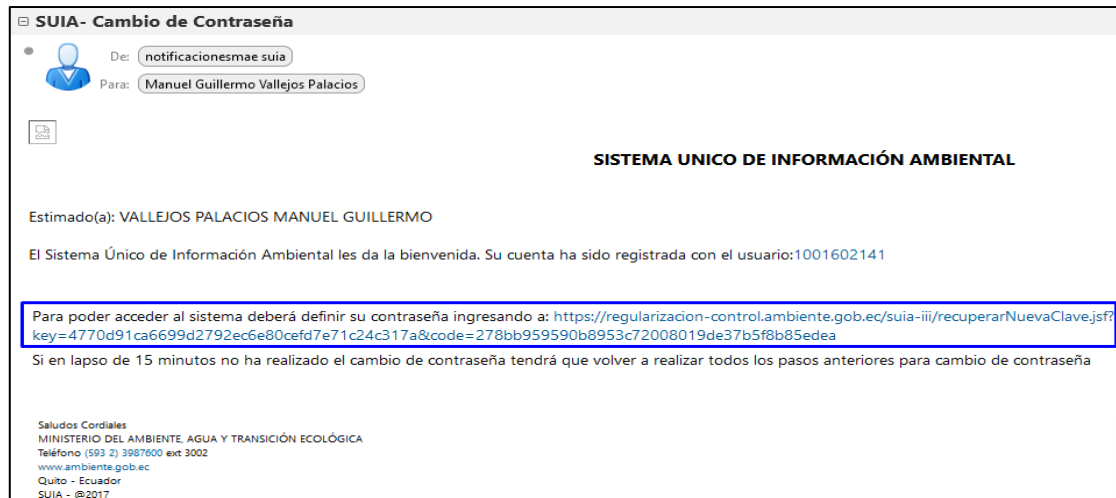 SUIA- Cambio de Contraseña
De: notificacionesmae suia
Para: Manuel Guillermo Vallejos Palacios
SISTEMA UNICO DE INFORMACIÓN AMBIENTAL
Estimado(a): VALLEJOS PALACIOS MANUEL GUILLERMO
El Sistema Único de Información Ambiental les da la bienvenida. Su cuenta ha sido registrada con el usuario:1001602141
Para poder acceder al sistema deberá definir su contraseña ingresando a: https://regularizacion-control.ambiente.gob.ec/suia-iii/recuperarNuevaClave.jsf?
key=4770d91ca6699d2792ec6e80cefd7e71c24c317a&code=278bb959590b8953c72008019de37b5f8b85edea
Si en lapso de 15 minutos no ha realizado el cambio de contraseña tendrá que volver a realizar todos los pasos anteriores para cambio de contraseña
Saludos Cordiales
MINISTERIO DEL AMBIENTE, AGUA Y TRANSICIÓN ECOLÓGICA
Teléfono (593 2) 3987600 ext 3002
www.ambiente.gob.ec
Quito - Ecuador
SUIA - @2017